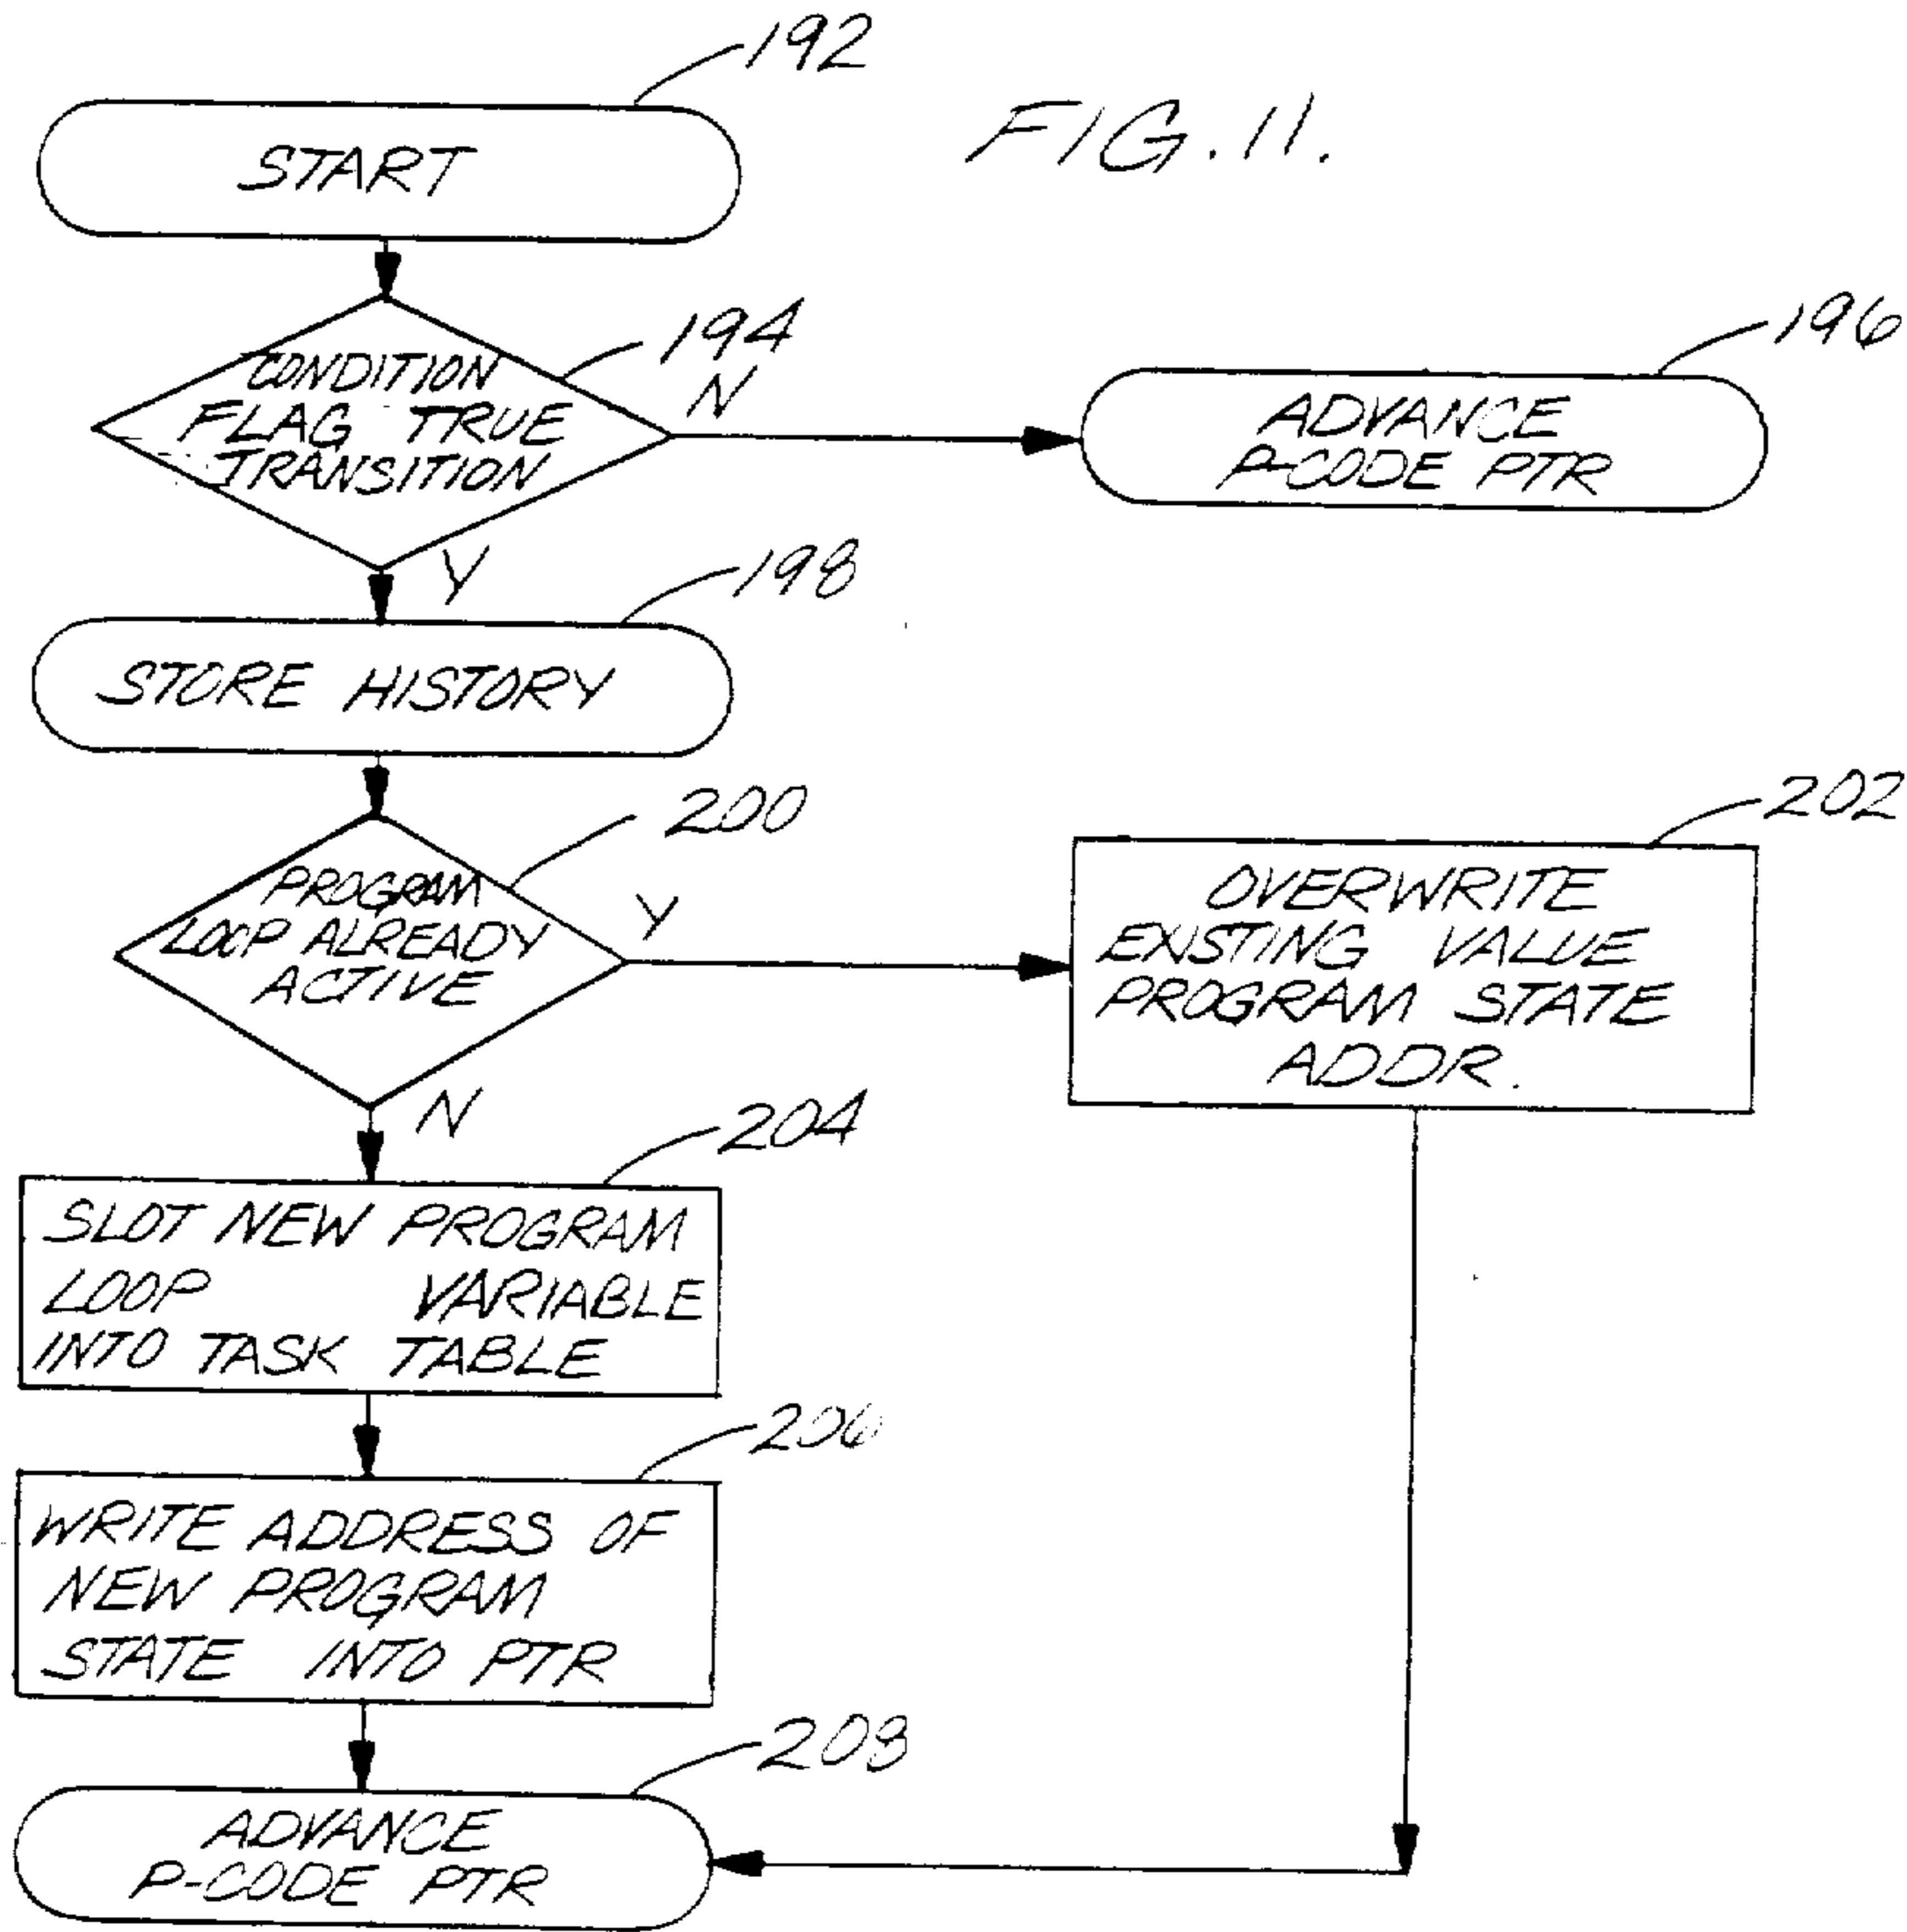 192
FIG. 11.
START
194
CONDITION
FLAG TRUE
TRANSITION
N
196
ADVANCE
P-CODE PTR
Y
198
STORE HISTORY
200
PROGRAM
LOOP ALREADY
ACTIVE
Y
202
OVERWRITE
EXISTING VALUE
PROGRAM STATE
ADDR.
N
204
SLOT NEW PROGRAM
LOOP VARIABLE
INTO TASK TABLE
206
WRITE ADDRESS OF
NEW PROGRAM
STATE INTO PTR
208
ADVANCE
P-CODE PTR